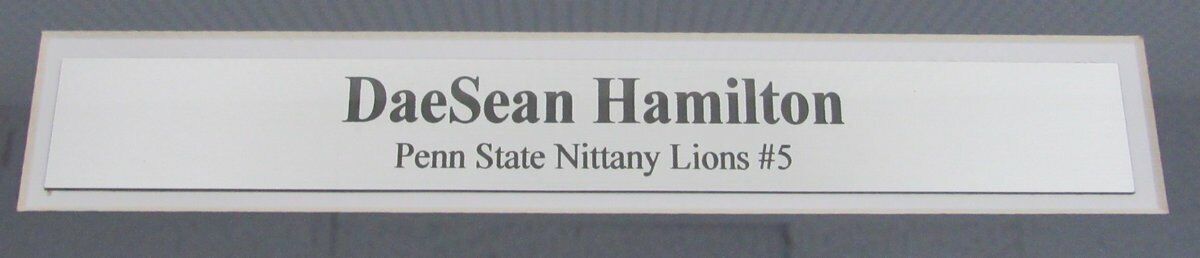 DaeSean Hamilton
Penn State Nittany Lions #5